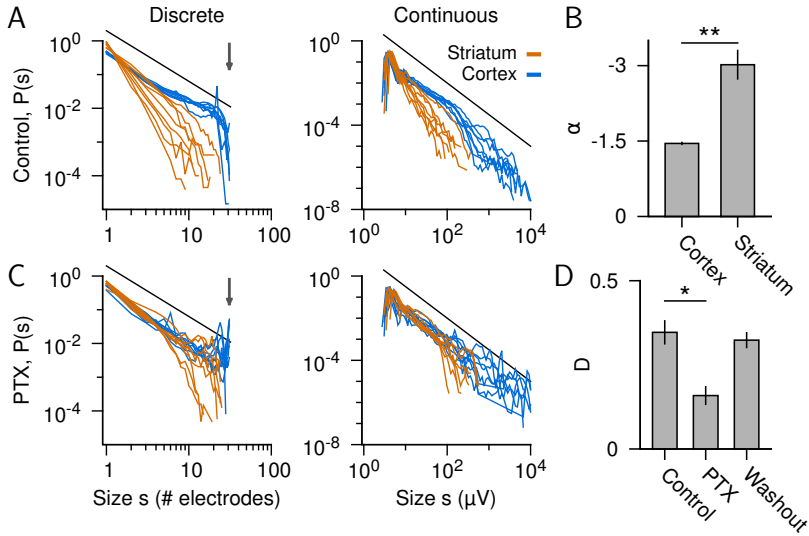 A
Discrete
Continuous
B
Control, P(s)
10^0
10^-2
10^-4
1
10
100
10^0
10^-4
10^-8
10^0
10^2
10^4
Striatum
Cortex
**
α
-3
-1.5
0
Cortex
Striatum
C
PTX, P(s)
10^0
10^-2
10^-4
1
10
100
Size s (# electrodes)
10^0
10^-4
10^-8
10^0
10^2
10^4
Size s (μV)
D
*
D
0.5
0
Control
PTX
Washout